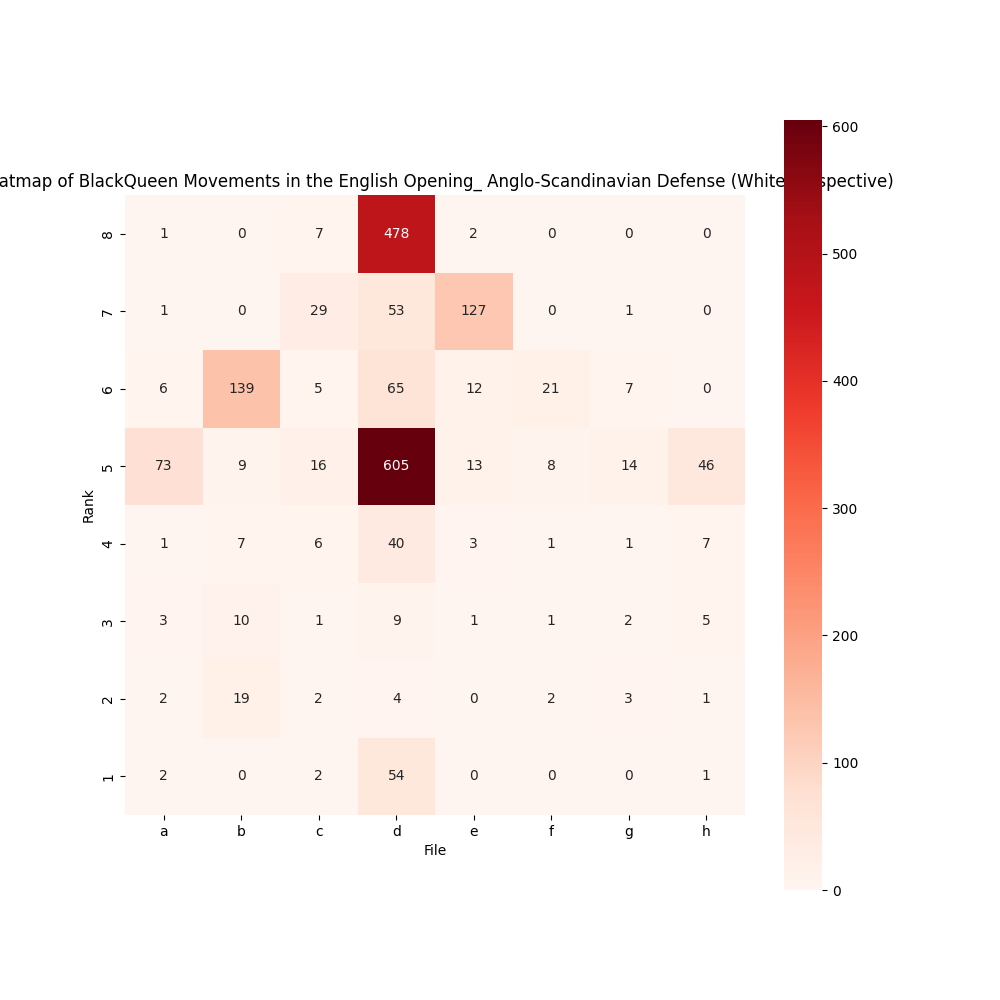 600
atmap of BlackQueen Movements in the English Opening_ Anglo-Scandinavian Defense (White spective)
8 1 0 7 478 2 0 0 0
500
7 1 0 29 53 127 0 1 0
6 6 139 5 65 12 21 7 0
400
5 73 9 16 605 13 8 14 46
Rank
300
4 1 7 6 40 3 1 1 7
3 3 10 1 9 1 1 2 5
200
2 2 19 2 4 0 2 3 1
100
1 2 0 2 54 0 0 0 1
a b c d e f g h
File
0